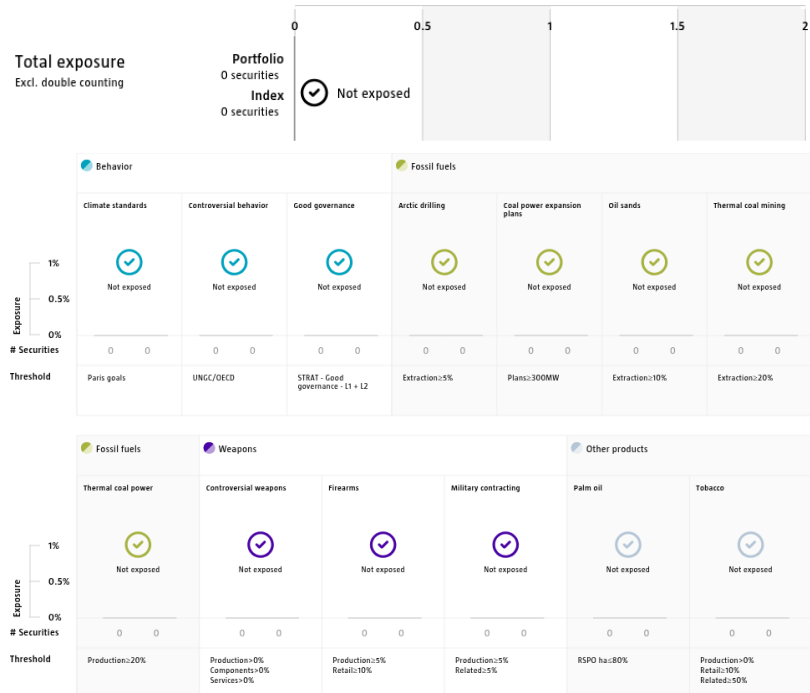 0 0.5 1 1.5 2
Total exposure
Excl. double counting
Portfolio
0 securities
Index
0 securities
Not exposed
Behavior Fossil fuels
Climate standards Controversial behavior Good governance Arctic drilling Coal power expansion plans Oil sands Thermal coal mining
Not exposed Not exposed Not exposed Not exposed Not exposed Not exposed Not exposed
Exposure
1%
0.5%
0%
# Securities 0 0 0 0 0 0 0 0 0 0 0 0 0 0
Threshold Paris goals UNGC/OECD STRAT - Good governance - L1 + L2 Extraction≥5% Plans≥300MW Extraction≥10% Extraction≥20%
Fossil fuels Weapons Other products
Thermal coal power Controversial weapons Firearms Military contracting Palm oil Tobacco
Not exposed Not exposed Not exposed Not exposed Not exposed Not exposed
Exposure
1%
0.5%
0%
# Securities 0 0 0 0 0 0 0 0 0 0 0 0
Threshold Production≥20% Production>0% Production≥5% Production≥5% RSPO ha≤80% Production>0%
Components>0% Retail≥10% Related≥5% Retail≥10%
Services>0% Related≥50%